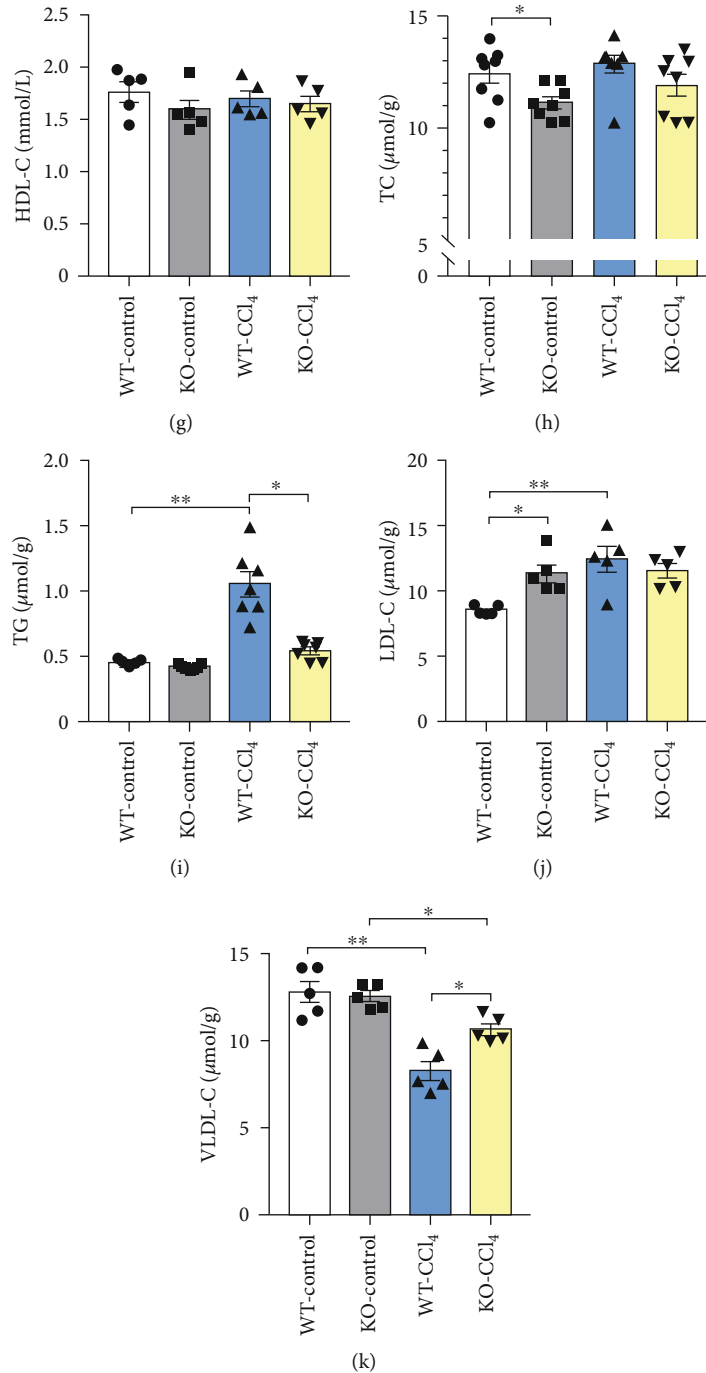 HDL-C (mmol/L)
2.5
2.0
1.5
1.0
0.5
0
WT-control
KO-control
WT-CCl₄
KO-CCl₄
(g)
TC (μmol/g)
15
*
10
5
0
WT-control
KO-control
WT-CCl₄
KO-CCl₄
(h)
TG (μmol/g)
2.0
1.5
1.0
0.5
0
**
*
WT-control
KO-control
WT-CCl₄
KO-CCl₄
(i)
LDL-C (μmol/g)
20
15
10
5
0
**
*
WT-control
KO-control
WT-CCl₄
KO-CCl₄
(j)
VLDL-C (μmol/g)
15
10
5
0
*
**
*
WT-control
KO-control
WT-CCl₄
KO-CCl₄
(k)